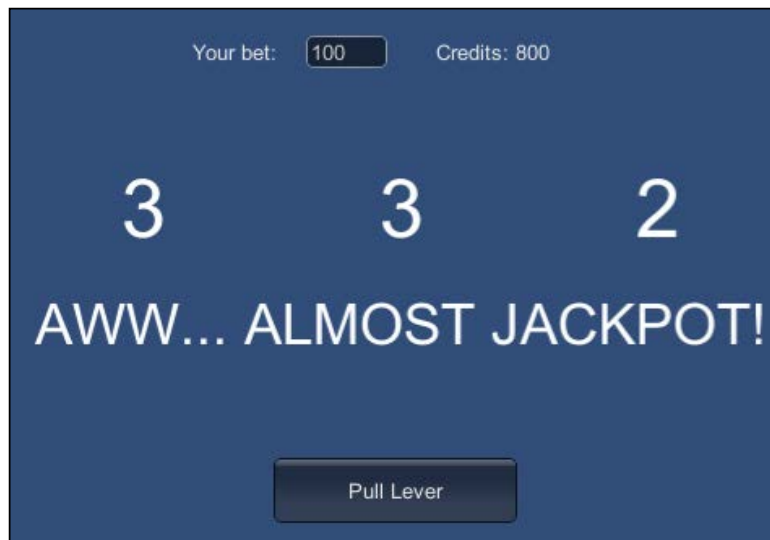 Your bet: 100 Credits: 800
3 3 2
AWW... ALMOST JACKPOT!
Pull Lever